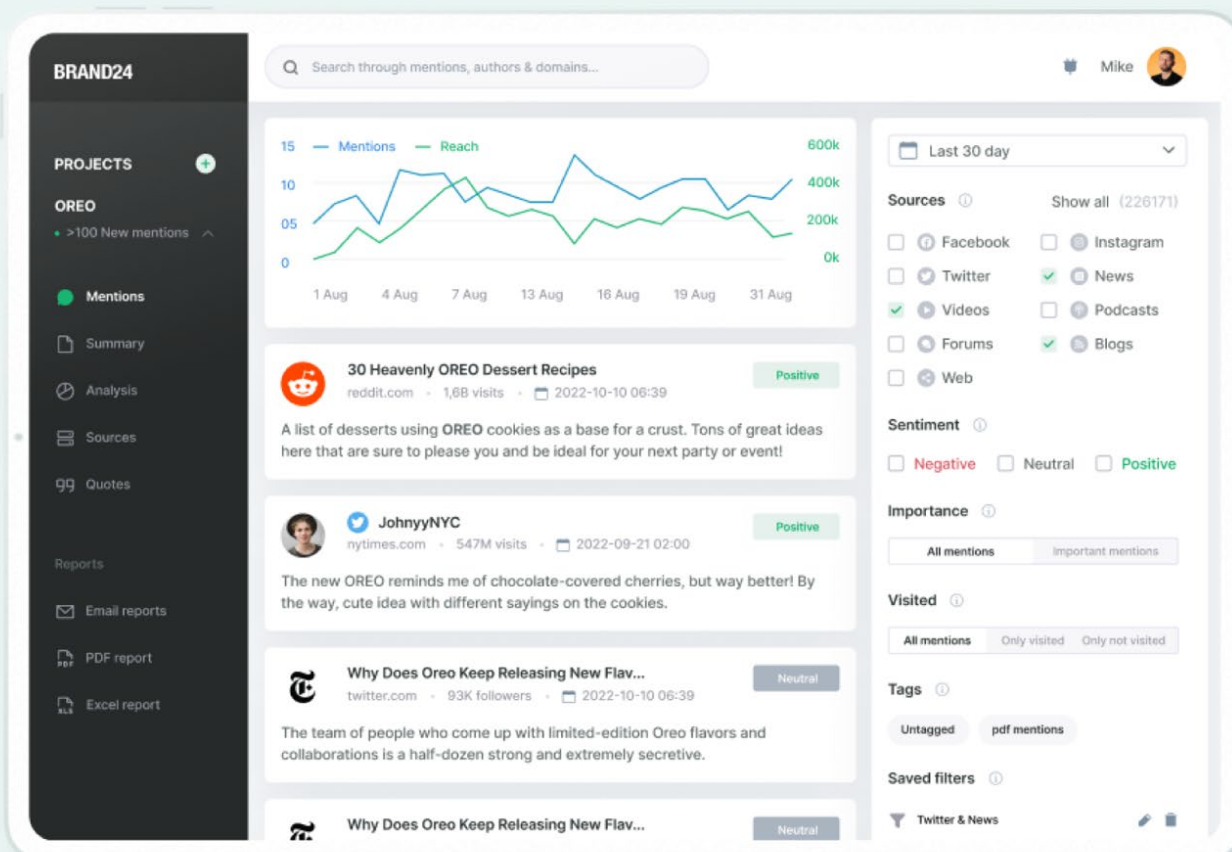 BRAND24
Search through mentions, authors & domains...
Mike
PROJECTS
OREO
>100 New mentions
Mentions
Summary
Analysis
Sources
Quotes
Reports
Email reports
PDF report
Excel report
15 Mentions Reach 600k
10 400k
05 200k
0 0k
1 Aug 4 Aug 7 Aug 13 Aug 16 Aug 19 Aug 31 Aug
30 Heavenly OREO Dessert Recipes
Positive
reddit.com • 1,6B visits • 2022-10-10 06:39
A list of desserts using OREO cookies as a base for a crust. Tons of great ideas
here that are sure to please you and be ideal for your next party or event!
JohnyyNYC
Positive
nytimes.com • 547M visits • 2022-09-21 02:00
The new OREO reminds me of chocolate-covered cherries, but way better! By
the way, cute idea with different sayings on the cookies.
Why Does Oreo Keep Releasing New Flav...
Neutral
twitter.com • 93K followers • 2022-10-10 06:39
The team of people who come up with limited-edition Oreo flavors and
collaborations is a half-dozen strong and extremely secretive.
Why Does Oreo Keep Releasing New Flav...
Neutral
Last 30 day
Sources Show all (226171)
Facebook Instagram
Twitter News
Videos Podcasts
Forums Blogs
Web
Sentiment
Negative Neutral Positive
Importance
All mentions Important mentions
Visited
All mentions Only visited Only not visited
Tags
Untagged pdf mentions
Saved filters
Twitter & News